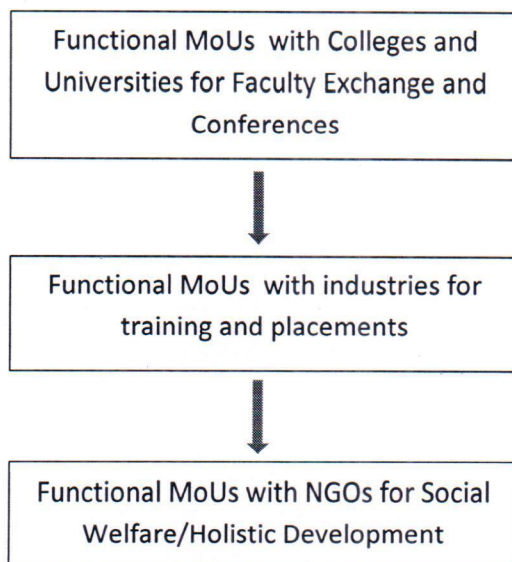 Functional MoUs with Colleges and
Universities for Faculty Exchange and
Conferences
Functional MoUs with industries for
training and placements
Functional MoUs with NGOs for Social
Welfare/Holistic Development